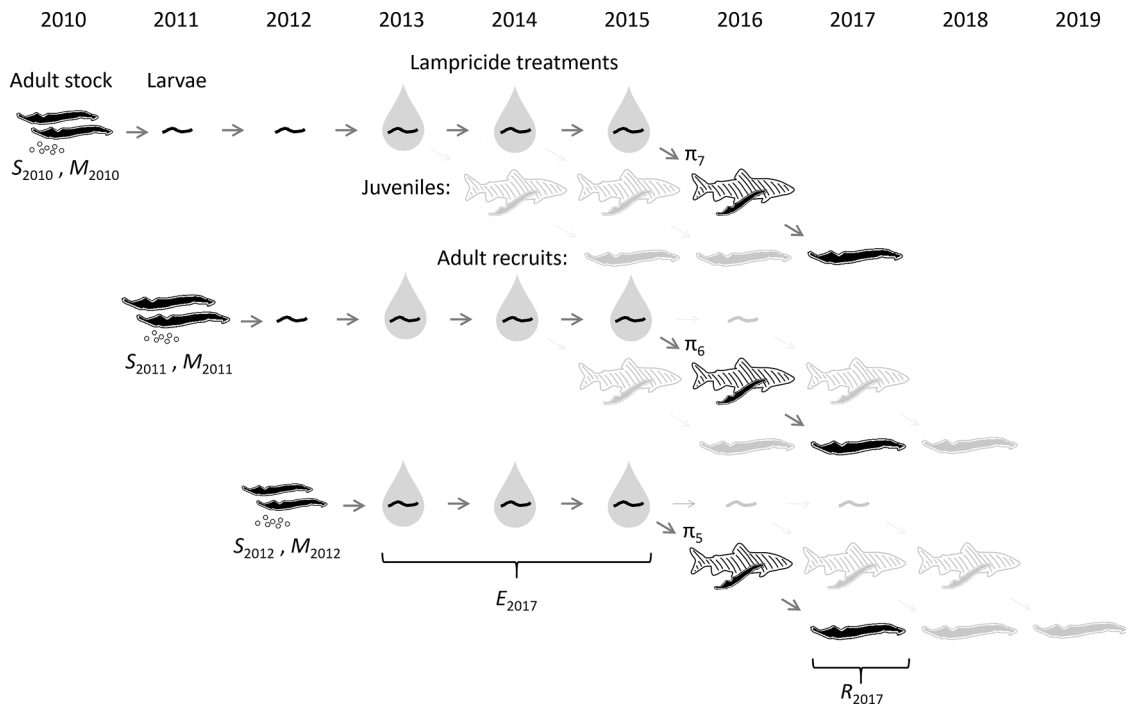 2010 2011 2012 2013 2014 2015 2016 2017 2018 2019
Lampricide treatments
Adult stock Larvae
S2010 , M2010
π7
Juveniles:
Adult recruits:
S2011 , M2011
π6
S2012 , M2012
π5
E2017
R2017